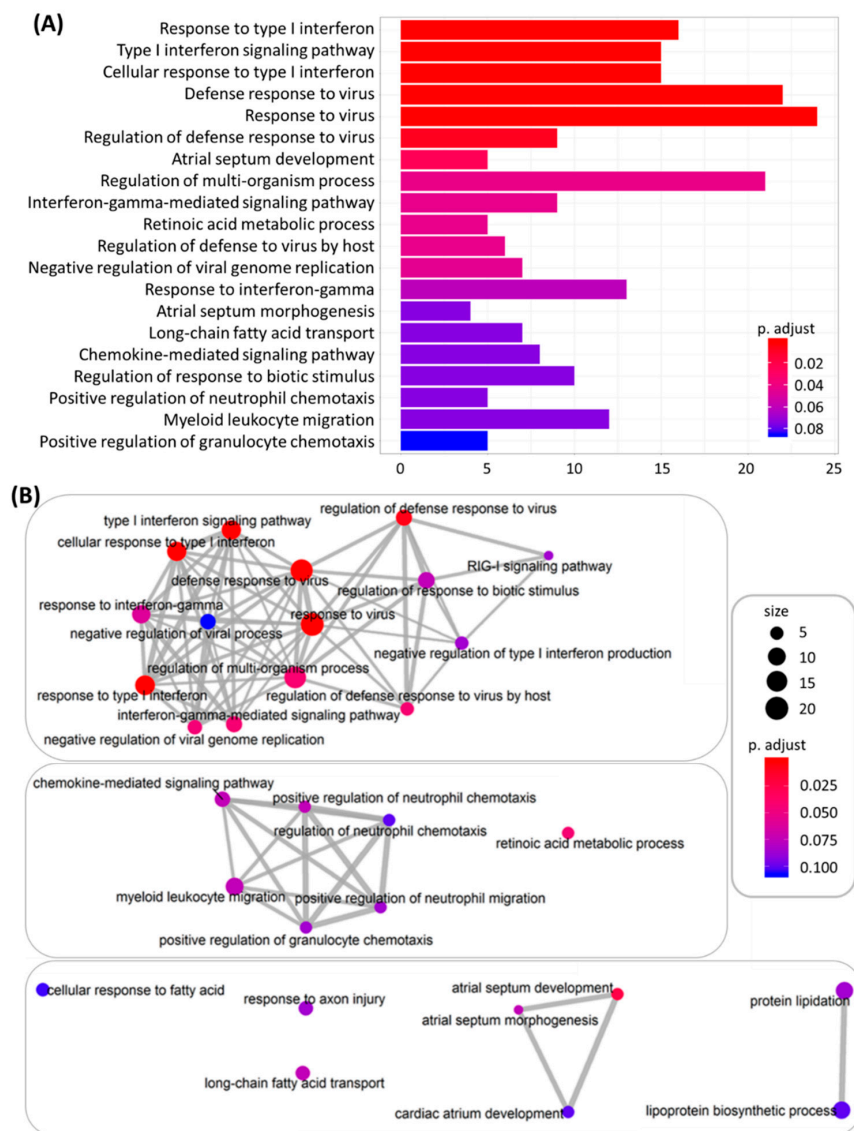 (A)
Response to type I interferon
Type I interferon signaling pathway
Cellular response to type I interferon
Defense response to virus
Response to virus
Regulation of defense response to virus
Atrial septum development
Regulation of multi-organism process
Interferon-gamma-mediated signaling pathway
Retinoic acid metabolic process
Regulation of defense to virus by host
Negative regulation of viral genome replication
Response to interferon-gamma
Atrial septum morphogenesis
Long-chain fatty acid transport
Chemokine-mediated signaling pathway
Regulation of response to biotic stimulus
Positive regulation of neutrophil chemotaxis
Myeloid leukocyte migration
Positive regulation of granulocyte chemotaxis
p. adjust
0.02
0.04
0.06
0.08
0 5 10 15 20 24
(B)
type I interferon signaling pathway
regulation of defense response to virus
cellular response to type I interferon
RIG-I signaling pathway
defense response to virus
regulation of response to biotic stimulus
response to interferon-gamma
response to virus
negative regulation of viral process
negative regulation of type I interferon production
regulation of multi-organism process
response to type I interferon
regulation of defense response to virus by host
interferon-gamma-mediated signaling pathway
negative regulation of viral genome replication
size
5
10
15
20
p. adjust
0.025
0.050
0.075
0.100
chemokine-mediated signaling pathway
positive regulation of neutrophil chemotaxis
regulation of neutrophil chemotaxis
retinoic acid metabolic process
myeloid leukocyte migration
positive regulation of neutrophil migration
positive regulation of granulocyte chemotaxis
cellular response to fatty acid
response to axon injury
atrial septum development
protein lipidation
atrial septum morphogenesis
long-chain fatty acid transport
cardiac atrium development
lipoprotein biosynthetic process